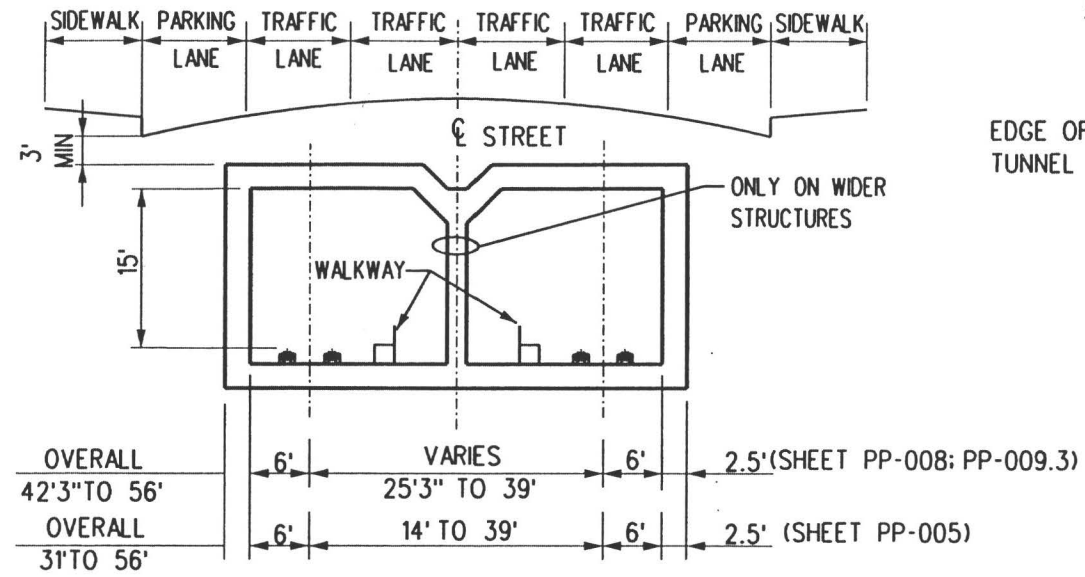 SIDEWALK PARKING TRAFFIC TRAFFIC TRAFFIC TRAFFIC PARKING SIDEWALK
LANE LANE LANE LANE LANE LANE
℄ STREET
3'
MIN
EDGE OF
TUNNEL
ONLY ON WIDER
STRUCTURES
15'
WALKWAY
OVERALL 6' VARIES 6' 2.5' (SHEET PP-008; PP-009.3)
42'3"TO 56' 25'3" TO 39'
OVERALL 6' 14' TO 39' 6' 2.5' (SHEET PP-005)
31'TO 56'